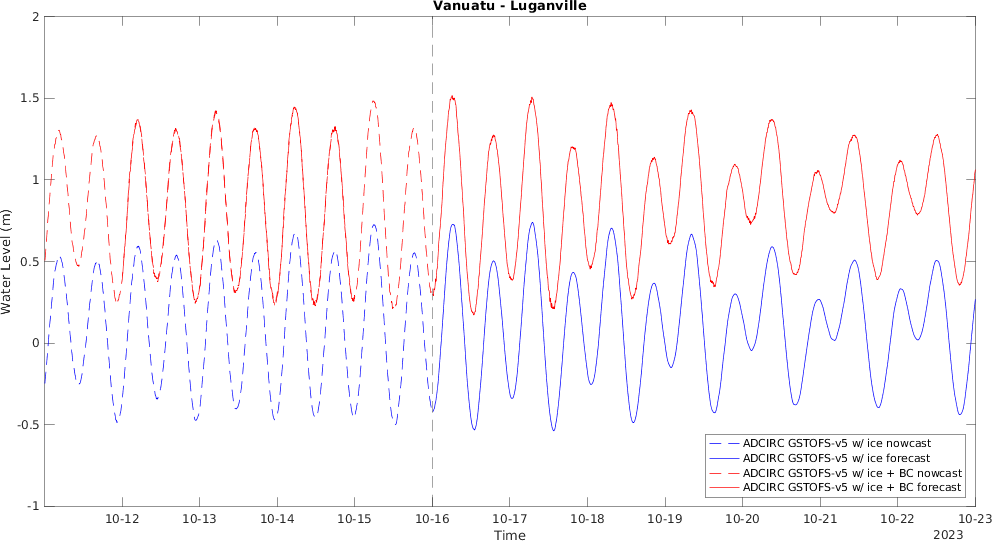 Vanuatu - Luganville
2
1.5
1
0.5
0
-0.5
-1
Water Level (m)
10-12 10-13 10-14 10-15 10-16 10-17 10-18 10-19 10-20 10-21 10-22 10-23
Time
2023
ADCIRC GSTOFS-v5 w/ ice nowcast
ADCIRC GSTOFS-v5 w/ ice forecast
ADCIRC GSTOFS-v5 w/ ice + BC nowcast
ADCIRC GSTOFS-v5 w/ ice + BC forecast